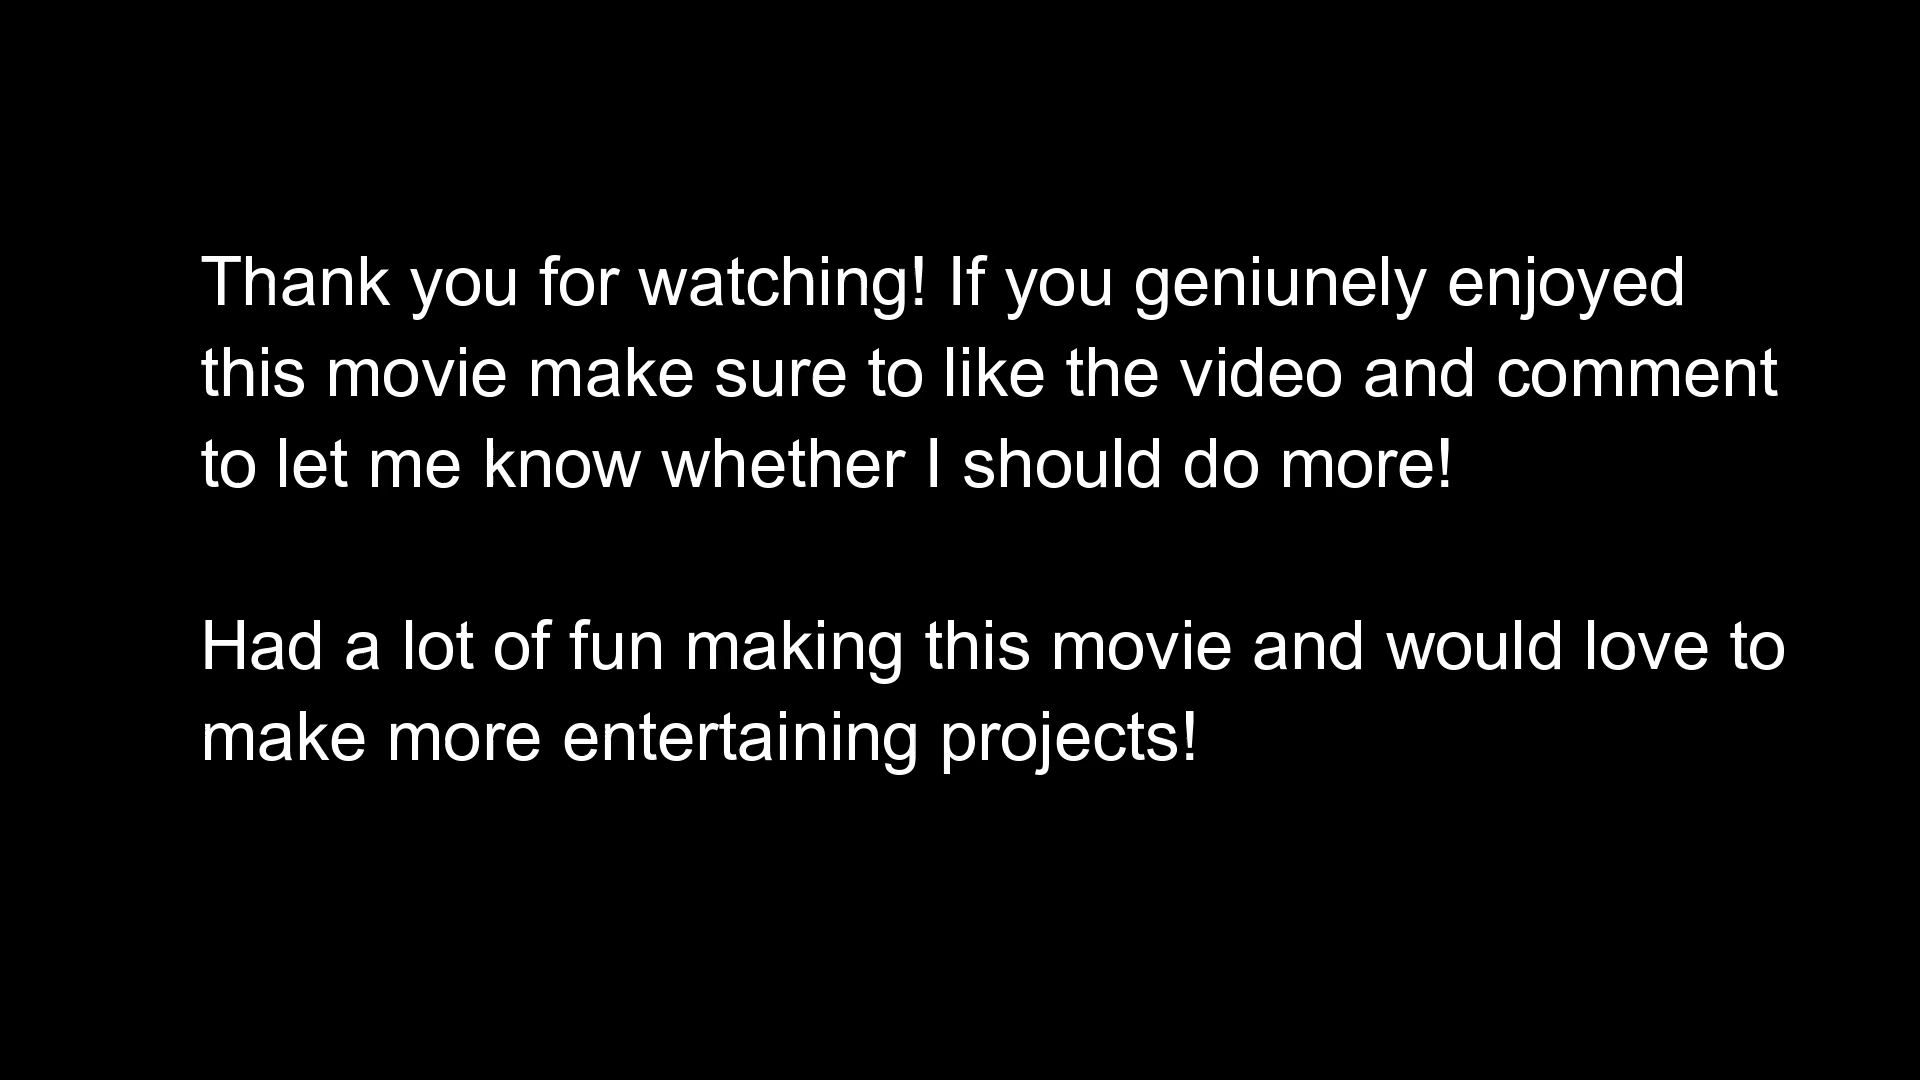 Thank you for watching! If you geniunely enjoyed
this movie make sure to like the video and comment
to let me know whether I should do more!
Had a lot of fun making this movie and would love to
make more entertaining projects!